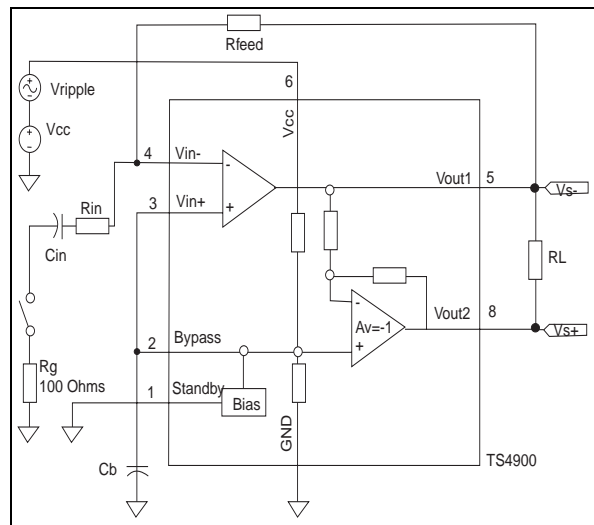 Rfeed
6
Vripple
Vcc
Vcc
4 Vin- - Vout1 5 Vs-
3 Vin+ +
Rin
Cin
RL
-
Av=-1
+
Vout2 8 Vs+
2 Bypass
Rg
100 Ohms
1 Standby
Bias
GND
Cb
TS4900